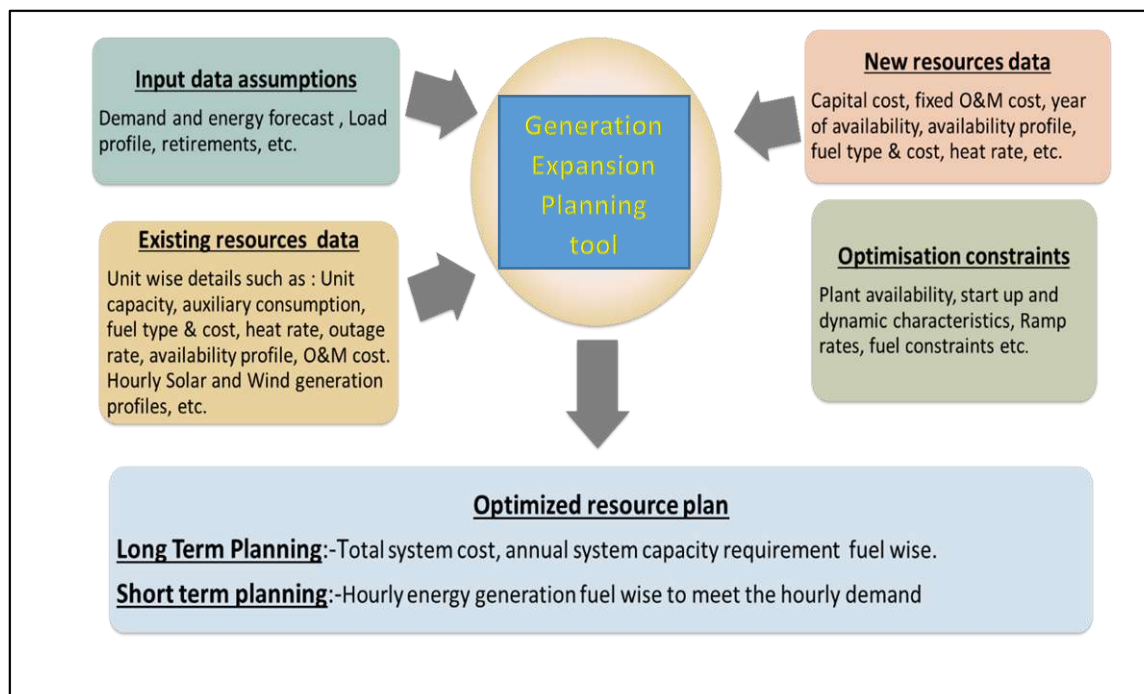 Input data assumptions
Demand and energy forecast , Load
profile, retirements, etc.
Existing resources data
Unit wise details such as : Unit
capacity, auxiliary consumption,
fuel type & cost, heat rate, outage
rate, availability profile, O&M cost.
Hourly Solar and Wind generation
profiles, etc.
Generation
Expansion
Planning
tool
New resources data
Capital cost, fixed O&M cost, year
of availability, availability profile,
fuel type & cost, heat rate, etc.
Optimisation constraints
Plant availability, start up and
dynamic characteristics, Ramp
rates, fuel constraints etc.
Optimized resource plan
Long Term Planning:-Total system cost, annual system capacity requirement fuel wise.
Short term planning:-Hourly energy generation fuel wise to meet the hourly demand